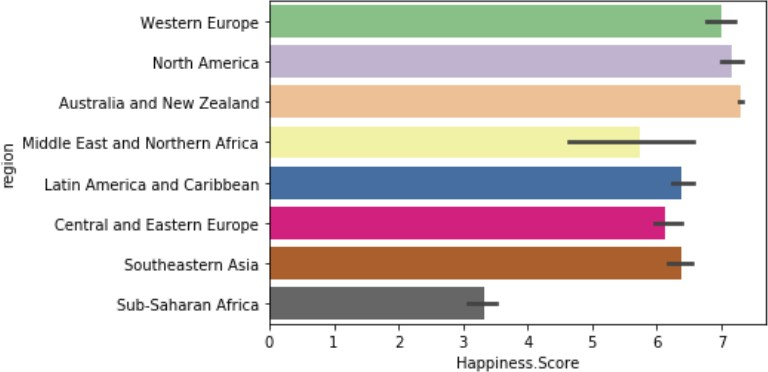 Western Europe
North America
Australia and New Zealand
Middle East and Northern Africa
Latin America and Caribbean
Central and Eastern Europe
Southeastern Asia
Sub-Saharan Africa
region
0 1 2 3 4 5 6 7
Happiness.Score